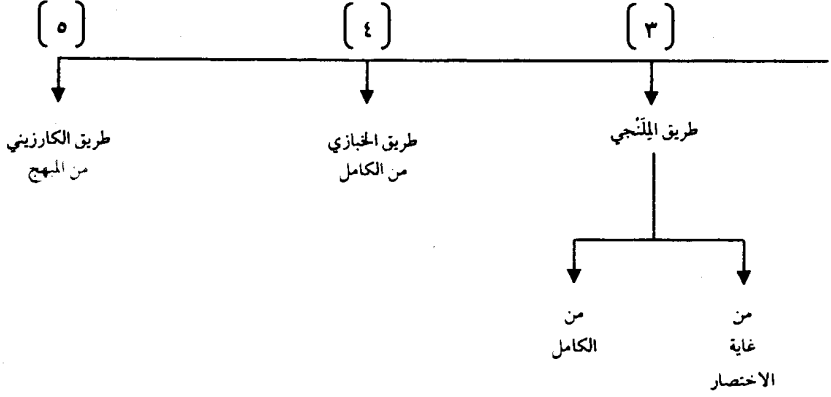 [٣]
طريق المِلَنْجي
من
غاية
الاختصار
من
الكامل
[٤]
طريق الخبازي
من الكامل
[٥]
طريق الكارزيني
من المبهج